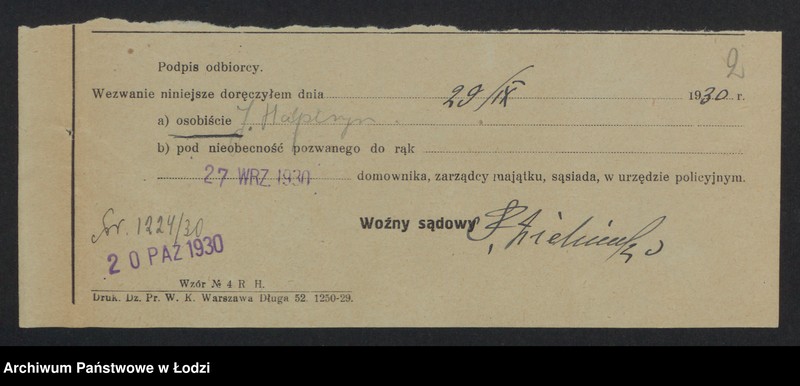 2
Podpis odbiorcy.
Wezwanie niniejsze doręczyłem dnia 29/IX 1930 r.
a) osobiście J. Halpern
b) pod nieobecność pozwanego do rąk
27 WRZ 1930 domownika, zarządcy majątku, sąsiada, w urzędzie policyjnym.
Nr. 1224/30
Woźny sądowy
20 PAŹ 1930
Wzór № 4 R H.
Druk. Dz. Pr. W. K. Warszawa Długa 52. 1250-29.
Archiwum Państwowe w Łodzi